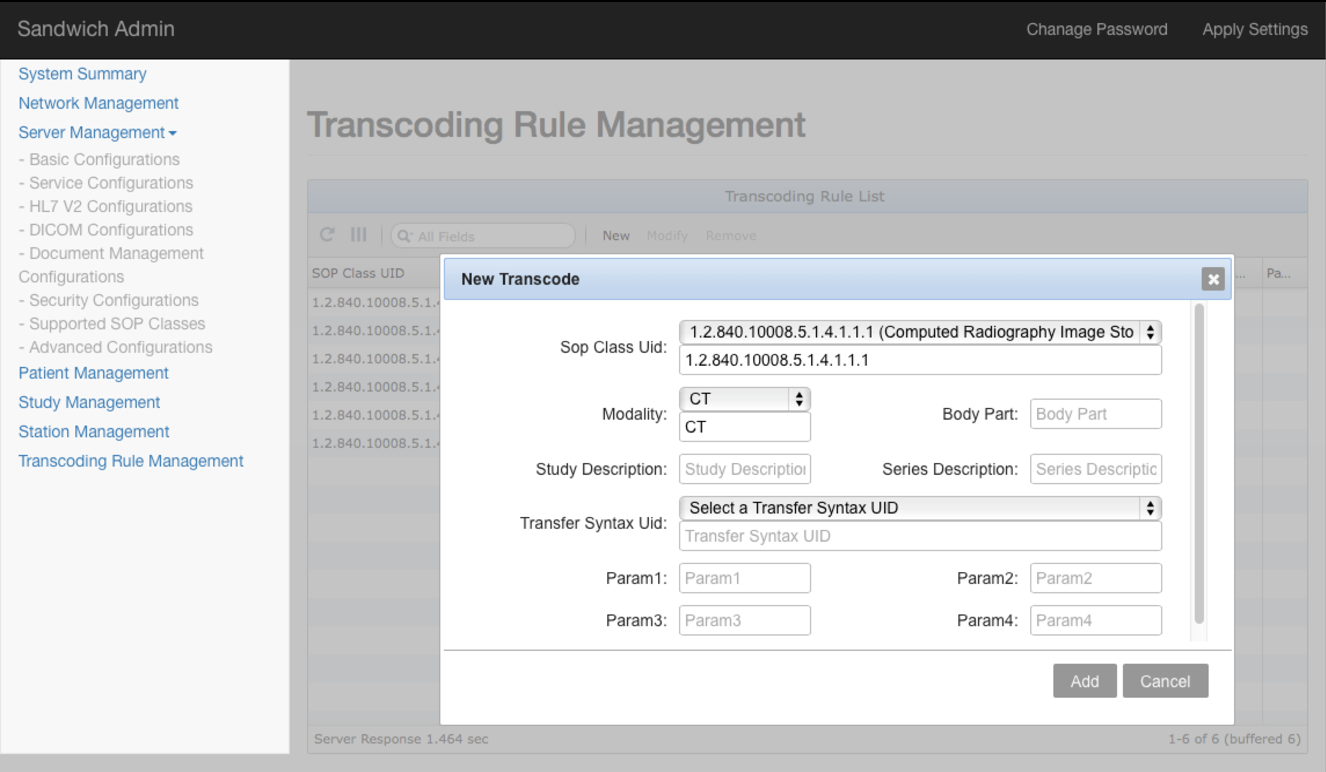 Sandwich Admin
Chanage Password
Apply Settings
System Summary
Network Management
Server Management
- Basic Configurations
- Service Configurations
- HL7 V2 Configurations
- DICOM Configurations
- Document Management
Configurations
- Security Configurations
- Supported SOP Classes
- Advanced Configurations
Patient Management
Study Management
Station Management
Transcoding Rule Management
Transcoding Rule Management
Transcoding Rule List
All Fields
New Modify Remove
SOP Class UID
... Pa...
1.2.840.10008.5.1.
1.2.840.10008.5.1.
1.2.840.10008.5.1.
1.2.840.10008.5.1.
1.2.840.10008.5.1.
1.2.840.10008.5.1.
New Transcode
Sop Class Uid:
1.2.840.10008.5.1.4.1.1.1 (Computed Radiography Image Sto
1.2.840.10008.5.1.4.1.1.1
Modality:
CT
CT
Body Part: Body Part
Study Description: Study Description
Series Description: Series Descriptic
Transfer Syntax Uid:
Select a Transfer Syntax UID
Transfer Syntax UID
Param1: Param1
Param2: Param2
Param3: Param3
Param4: Param4
Add
Cancel
Server Response 1.464 sec
1-6 of 6 (buffered 6)